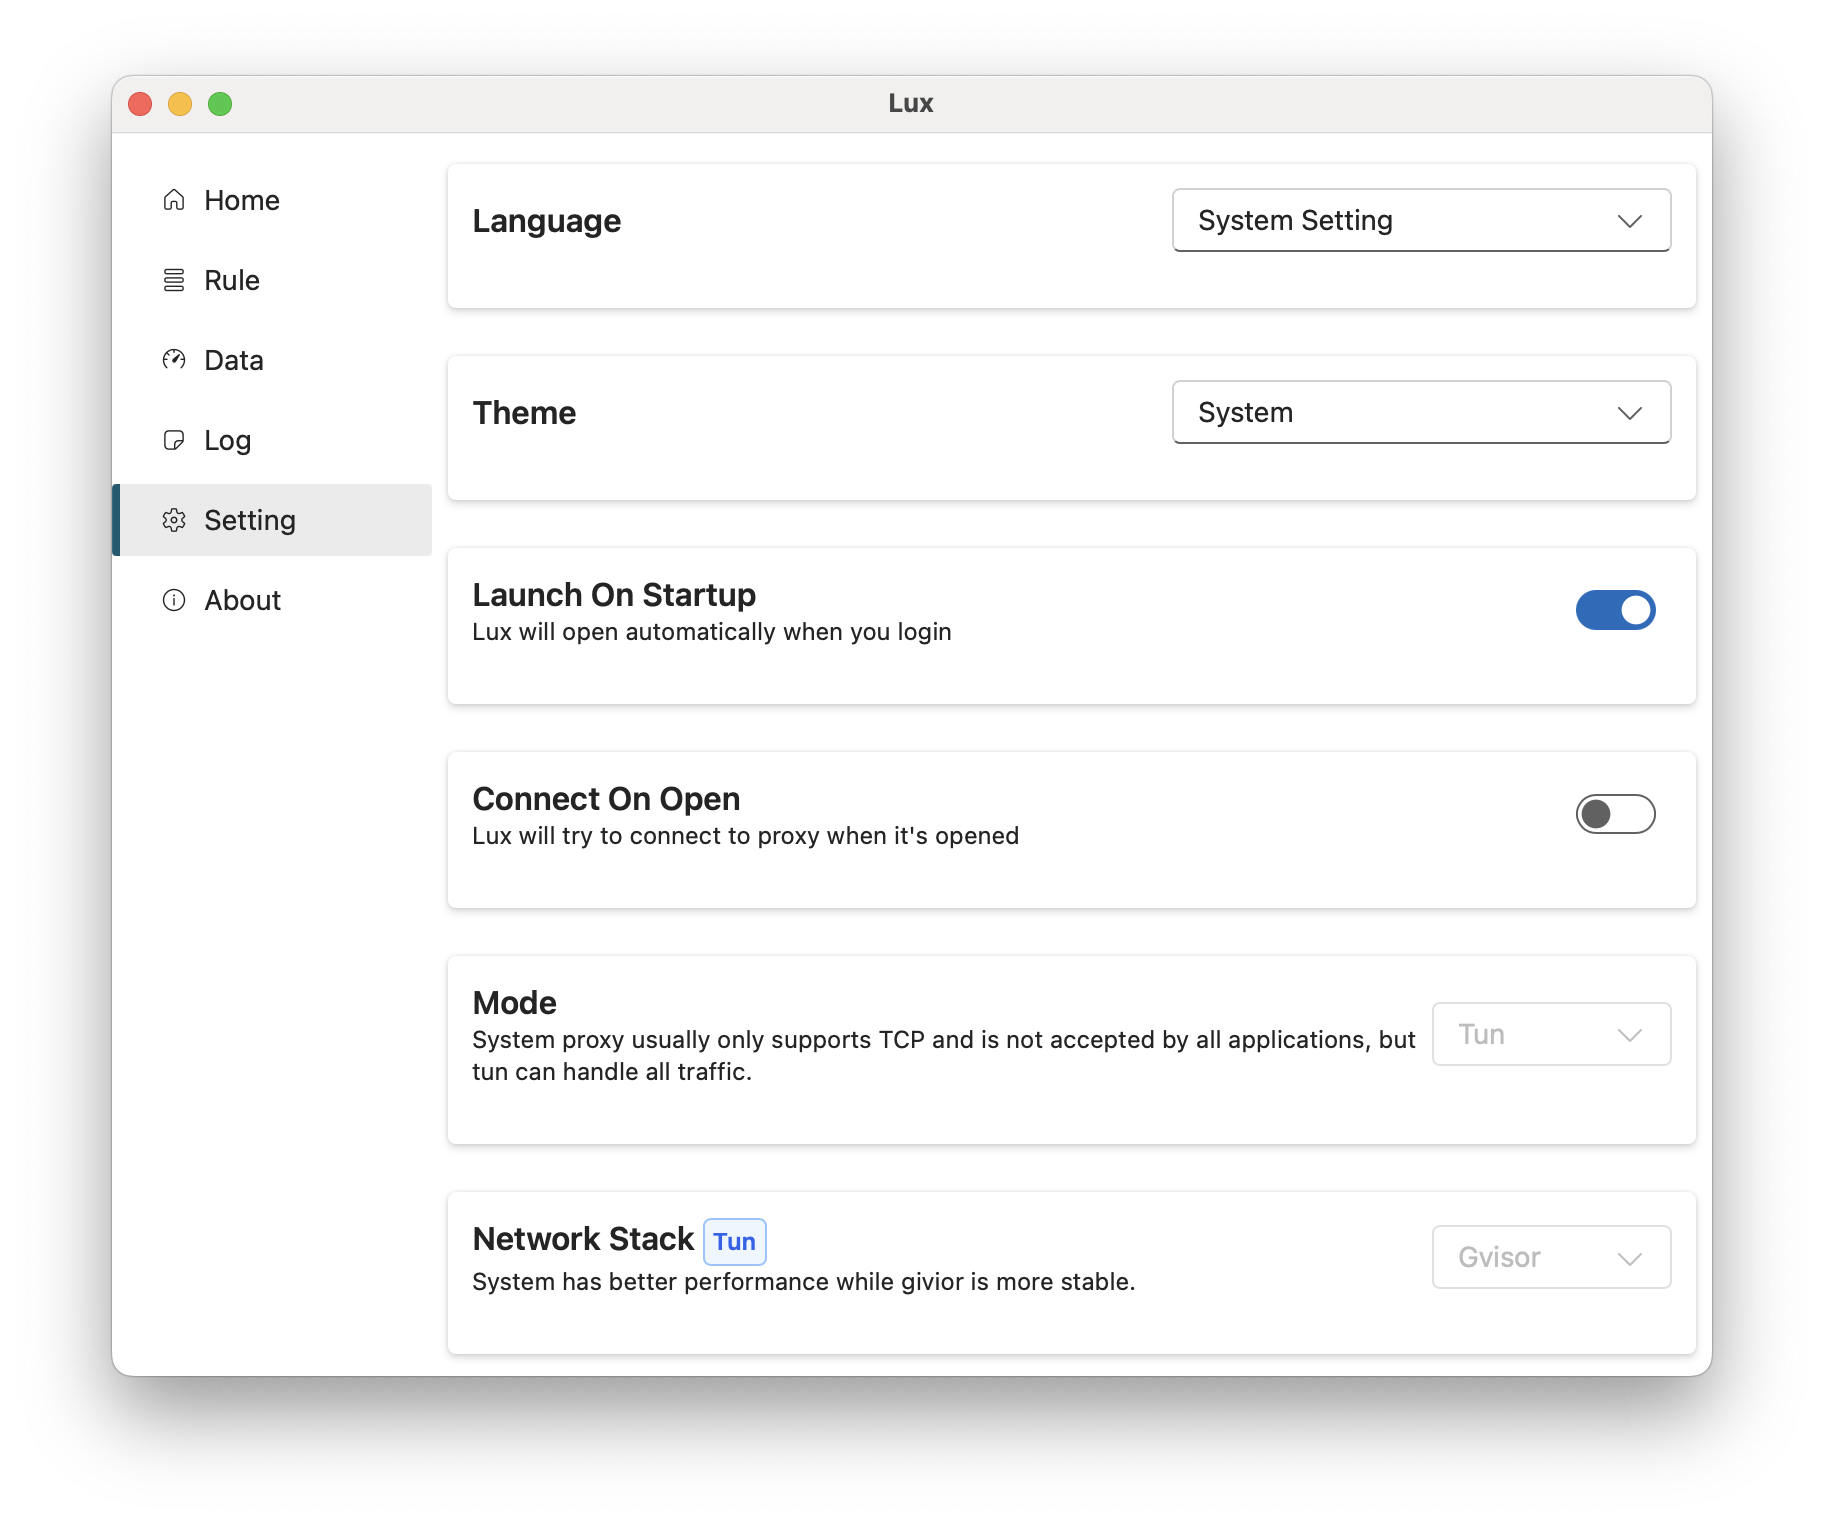 Lux
Home
Rule
Data
Log
Setting
About
Language
System Setting
Theme
System
Launch On Startup
Lux will open automatically when you login
Connect On Open
Lux will try to connect to proxy when it's opened
Mode
System proxy usually only supports TCP and is not accepted by all applications, but
tun can handle all traffic.
Tun
Network Stack Tun
System has better performance while givior is more stable.
Gvisor